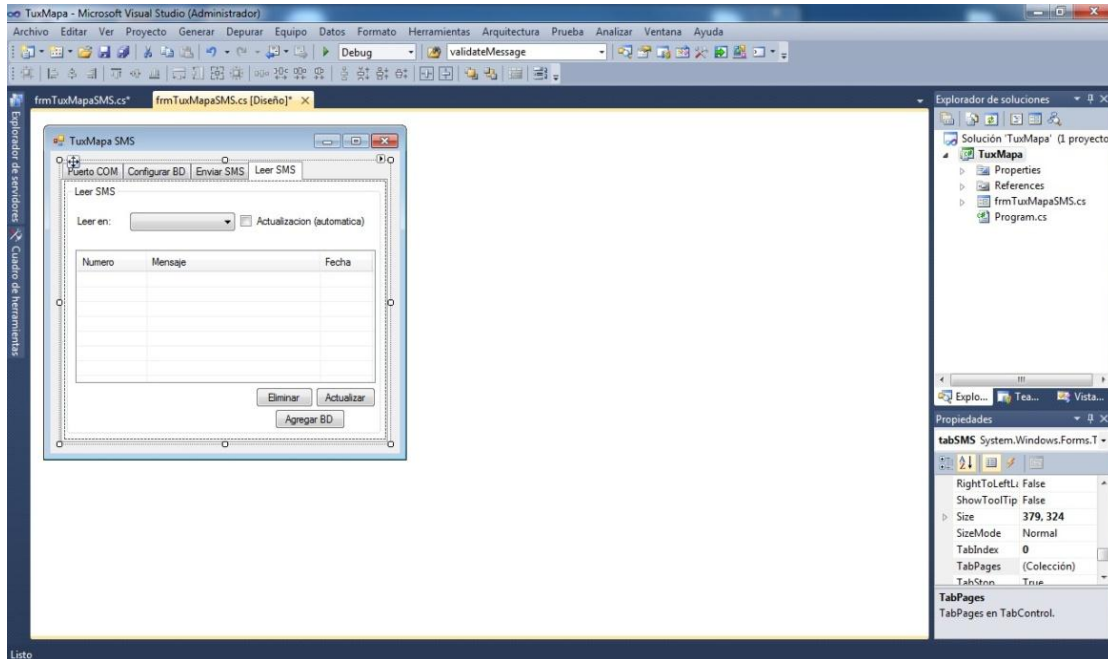 TuxMapa - Microsoft Visual Studio (Administrador)
Archivo Editar Ver Proyecto Generar Depurar Equipo Datos Formato Herramientas Arquitectura Prueba Analizar Ventana Ayuda
Debug validateMessage
frmTuxMapaSMS.cs* frmTuxMapaSMS.cs [Diseño]*
Explorador de servidores
Cuadro de herramientas
TuxMapa SMS
Puerto COM Configurar BD Enviar SMS Leer SMS
Leer SMS
Leer en: Actualizacion (automatica)
Numero Mensaje Fecha
Eliminar Actualizar
Agregar BD
Explorador de soluciones
Solución 'TuxMapa' (1 proyecto
TuxMapa
Properties
References
frmTuxMapaSMS.cs
Program.cs
Explo... Tea... Vista...
Propiedades
tabSMS System.Windows.Forms.T
RightToLeftLa False
ShowToolTip False
Size 379, 324
SizeMode Normal
TabIndex 0
TabPages (Colección)
TabStop True
TabPages
TabPages en TabControl.
Listo